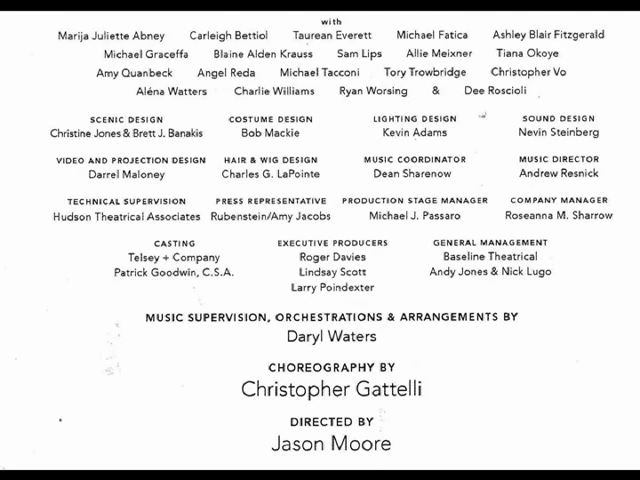 with
Marija Juliette Abney Carleigh Bettiol Taurean Everett Michael Fatica Ashley Blair Fitzgerald
Michael Graceffa Blaine Alden Krauss Sam Lips Allie Meixner Tiana Okoye
Amy Quanbeck Angel Reda Michael Tacconi Tory Trowbridge Christopher Vo
Aléna Watters Charlie Williams Ryan Worsing & Dee Roscioli
SCENIC DESIGN COSTUME DESIGN LIGHTING DESIGN SOUND DESIGN
Christine Jones & Brett J. Banakis Bob Mackie Kevin Adams Nevin Steinberg
VIDEO AND PROJECTION DESIGN HAIR & WIG DESIGN MUSIC COORDINATOR MUSIC DIRECTOR
Darrel Maloney Charles G. LaPointe Dean Sharenow Andrew Resnick
TECHNICAL SUPERVISION PRESS REPRESENTATIVE PRODUCTION STAGE MANAGER COMPANY MANAGER
Hudson Theatrical Associates Rubenstein/Amy Jacobs Michael J. Passaro Roseanna M. Sharrow
CASTING EXECUTIVE PRODUCERS GENERAL MANAGEMENT
Telsey + Company Roger Davies Baseline Theatrical
Patrick Goodwin, C.S.A. Lindsay Scott Andy Jones & Nick Lugo
Larry Poindexter
MUSIC SUPERVISION, ORCHESTRATIONS & ARRANGEMENTS BY
Daryl Waters
CHOREOGRAPHY BY
Christopher Gattelli
DIRECTED BY
Jason Moore